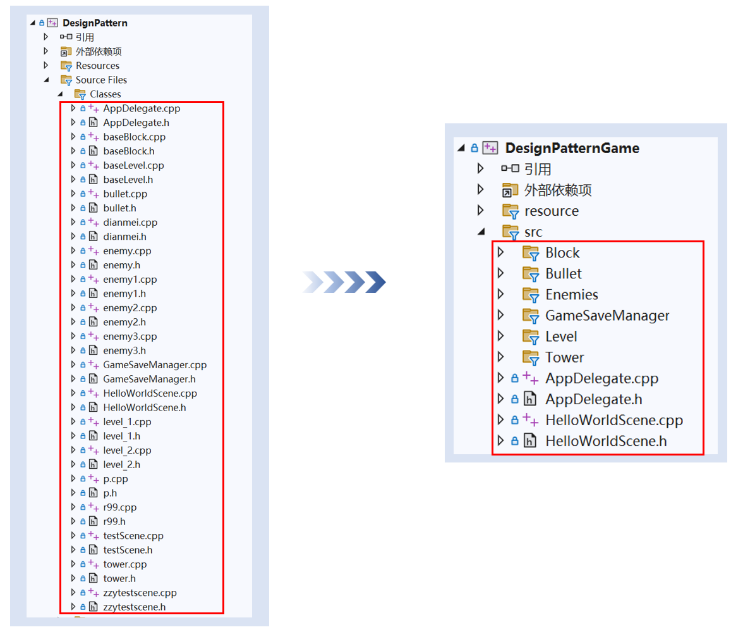 DesignPattern
引用
外部依赖项
Resources
Source Files
Classes
AppDelegate.cpp
AppDelegate.h
baseBlock.cpp
baseBlock.h
baseLevel.cpp
baseLevel.h
bullet.cpp
bullet.h
dianmei.cpp
dianmei.h
enemy.cpp
enemy.h
enemy1.cpp
enemy1.h
enemy2.cpp
enemy2.h
enemy3.cpp
enemy3.h
GameSaveManager.cpp
GameSaveManager.h
HelloWorldScene.cpp
HelloWorldScene.h
level_1.cpp
level_1.h
level_2.cpp
level_2.h
p.cpp
p.h
r99.cpp
r99.h
testScene.cpp
testScene.h
tower.cpp
tower.h
zzytestscene.cpp
zzytestscene.h
DesignPatternGame
引用
外部依赖项
resource
src
Block
Bullet
Enemies
GameSaveManager
Level
Tower
AppDelegate.cpp
AppDelegate.h
HelloWorldScene.cpp
HelloWorldScene.h